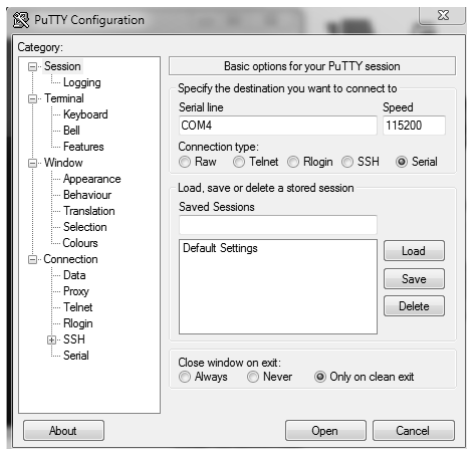 PuTTY Configuration
Category:
Session
Logging
Terminal
Keyboard
Bell
Features
Window
Appearance
Behaviour
Translation
Selection
Colours
Connection
Data
Proxy
Telnet
Rlogin
SSH
Serial
Basic options for your PuTTY session
Specify the destination you want to connect to
Serial line Speed
COM4 115200
Connection type:
Raw Telnet Rlogin SSH Serial
Load, save or delete a stored session
Saved Sessions
Default Settings
Load
Save
Delete
Close window on exit:
Always Never Only on clean exit
About Open Cancel